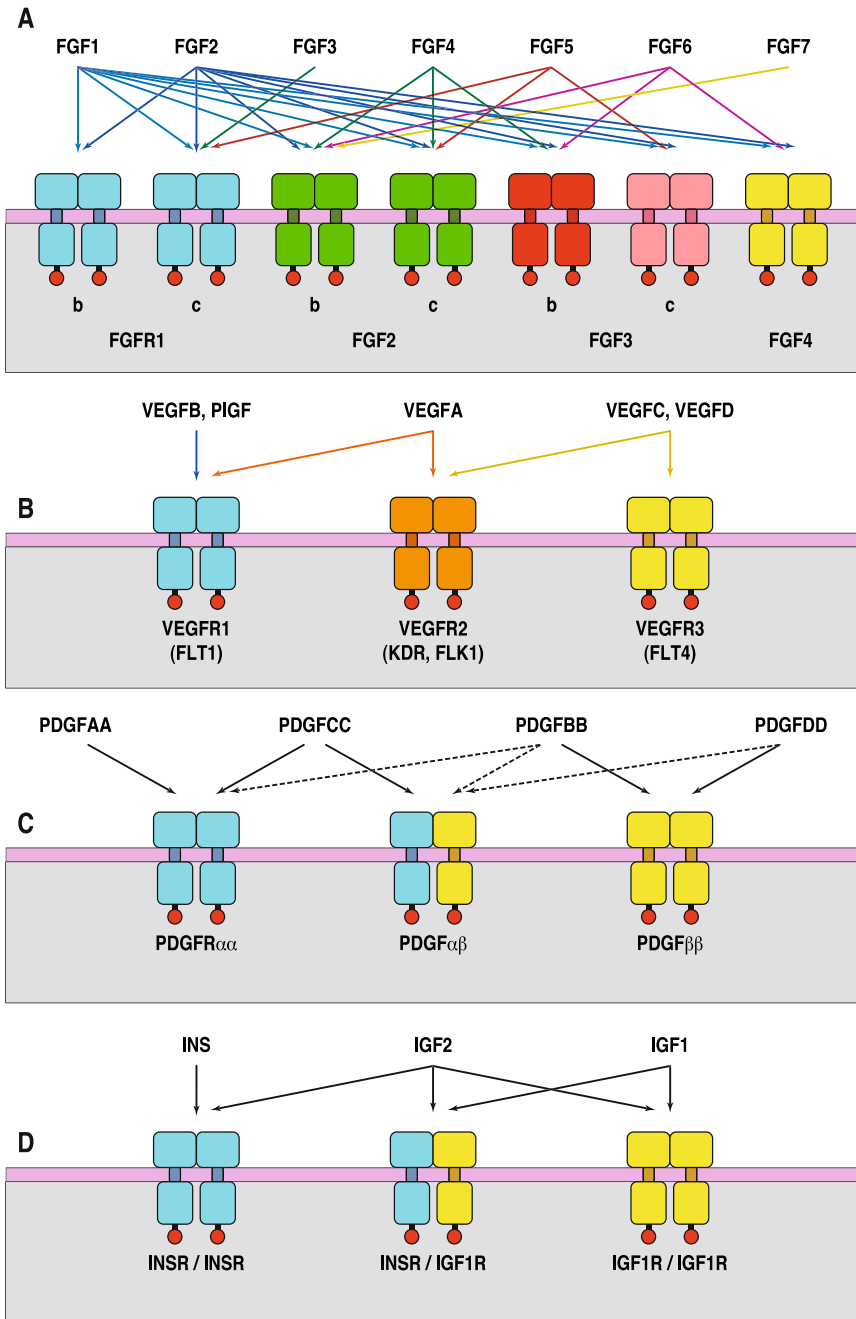 A
FGF1 FGF2 FGF3 FGF4 FGF5 FGF6 FGF7
b c b c b c
FGFR1 FGF2 FGF3 FGF4
VEGFB, PIGF VEGFA VEGFC, VEGFD
B
VEGFR1 VEGFR2 VEGFR3
(FLT1) (KDR, FLK1) (FLT4)
PDGFAA PDGFCC PDGFBB PDGFDD
C
PDGFRαα PDGFαβ PDGFββ
INS IGF2 IGF1
D
INSR / INSR INSR / IGF1R IGF1R / IGF1R